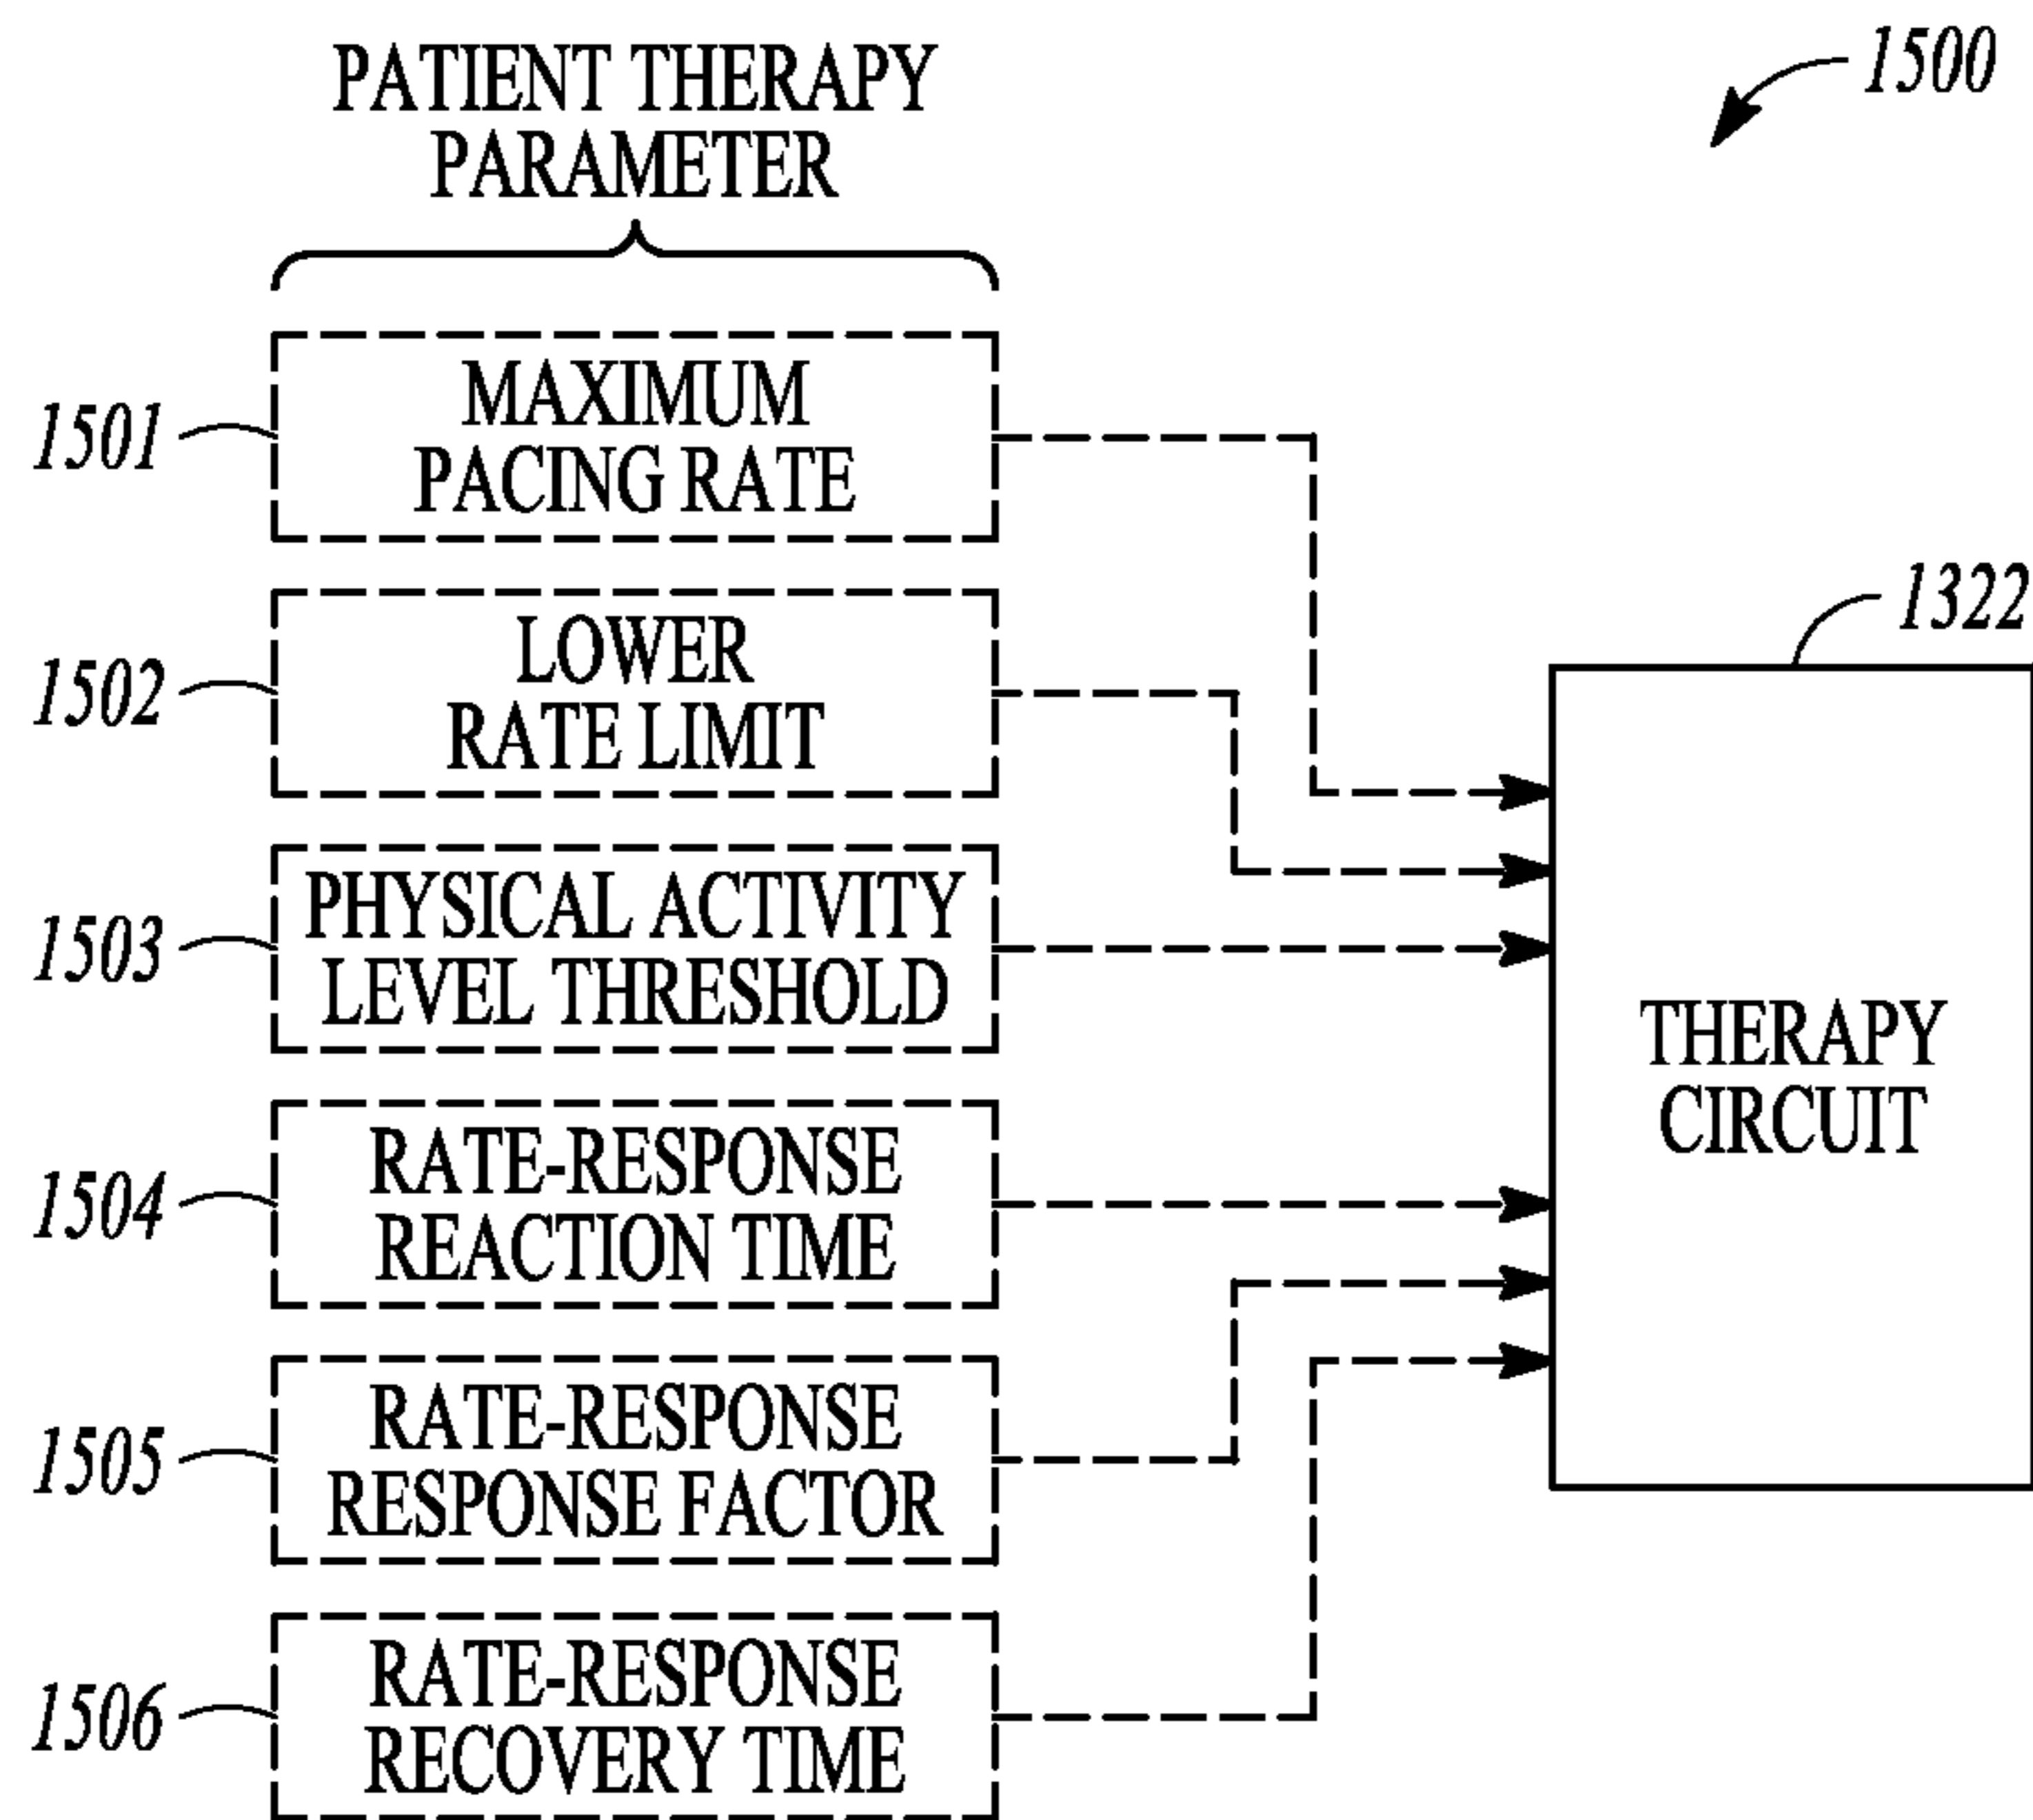 PATIENT THERAPY
PARAMETER
1500
1501
MAXIMUM
PACING RATE
1502
LOWER
RATE LIMIT
1322
1503
PHYSICAL ACTIVITY
LEVEL THRESHOLD
THERAPY
CIRCUIT
1504
RATE-RESPONSE
REACTION TIME
1505
RATE-RESPONSE
RESPONSE FACTOR
1506
RATE-RESPONSE
RECOVERY TIME